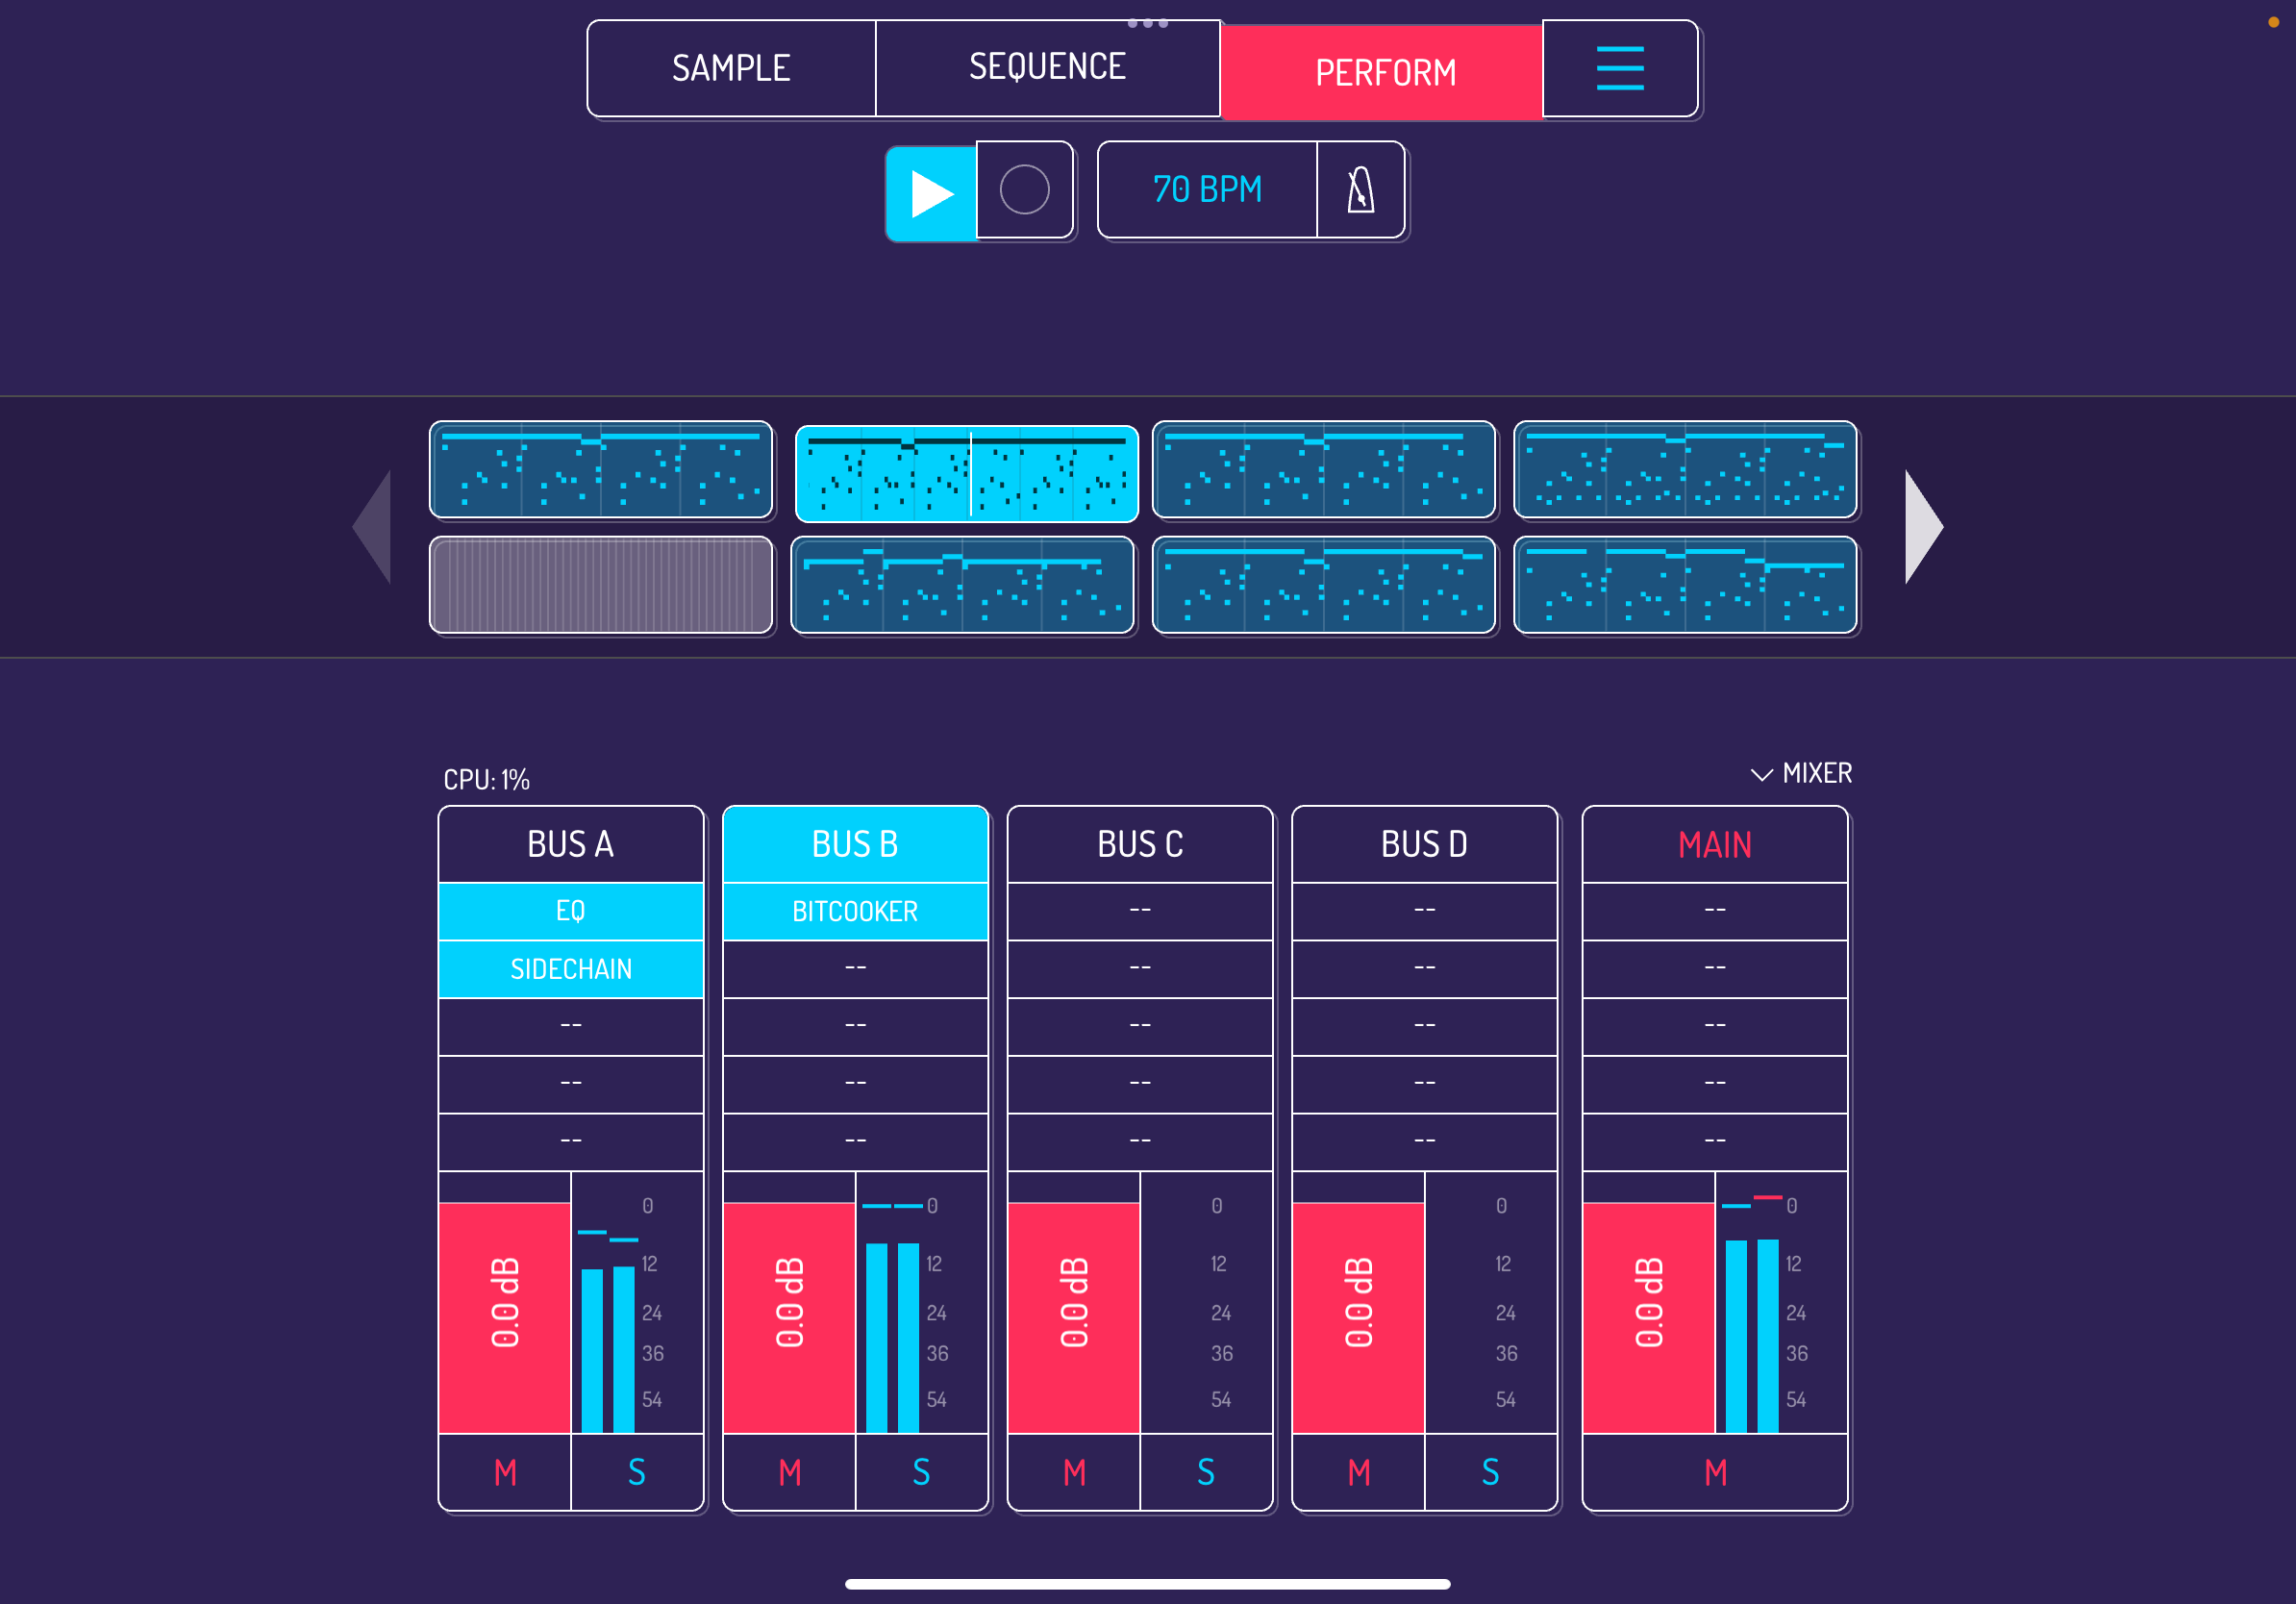 SAMPLE SEQUENCE PERFORM
70 BPM
CPU: 1% MIXER
BUS A BUS B BUS C BUS D MAIN
EQ BITCOOKER -- -- --
SIDECHAIN -- -- -- --
-- -- -- -- --
-- -- -- -- --
-- -- -- -- --
0.0 dB 0 12 24 36 54
0.0 dB 0 12 24 36 54
0.0 dB 0 12 24 36 54
0.0 dB 0 12 24 36 54
0.0 dB 0 12 24 36 54
M S M S M S M S M